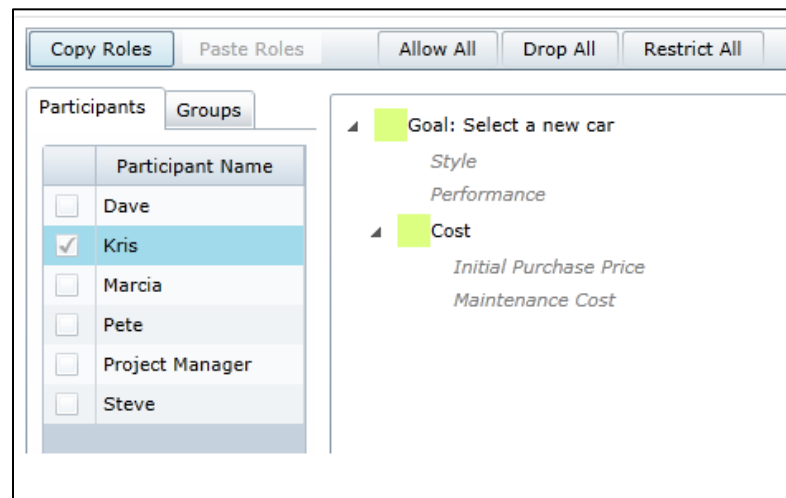 Copy Roles Paste Roles Allow All Drop All Restrict All
Participants Groups
Participant Name
Dave
Kris
Marcia
Pete
Project Manager
Steve
Goal: Select a new car
Style
Performance
Cost
Initial Purchase Price
Maintenance Cost